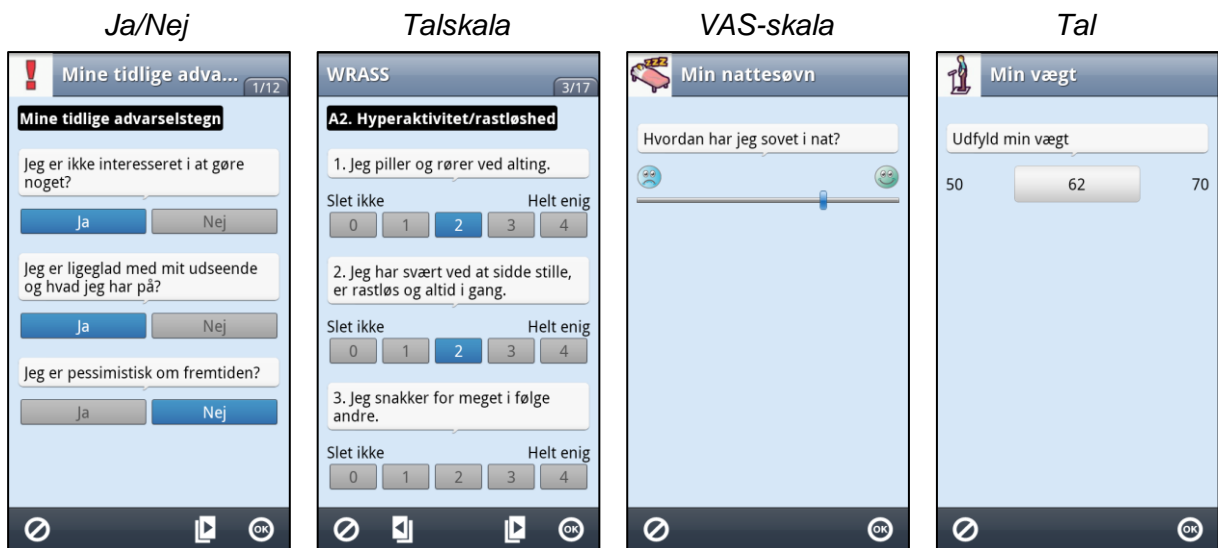 Ja/Nej
Talskala
VAS-skala
Tal
Mine tidlige adva...
1/12
Mine tidlige advarselstegn
Jeg er ikke interesseret i at gøre
noget?
Ja Nej
Jeg er ligeglad med mit udseende
og hvad jeg har på?
Ja Nej
Jeg er pessimistisk om fremtiden?
Ja Nej
OK
WRASS
3/17
A2. Hyperaktivitet/rastløshed
1. Jeg piller og rører ved alting.
Slet ikke Helt enig
0 1 2 3 4
2. Jeg har svært ved at sidde stille,
er rastløs og altid i gang.
Slet ikke Helt enig
0 1 2 3 4
3. Jeg snakker for meget i følge
andre.
Slet ikke Helt enig
0 1 2 3 4
OK
zzz
Min nattesøvn
Hvordan har jeg sovet i nat?
OK
Min vægt
Udfyld min vægt
50 62 70
OK